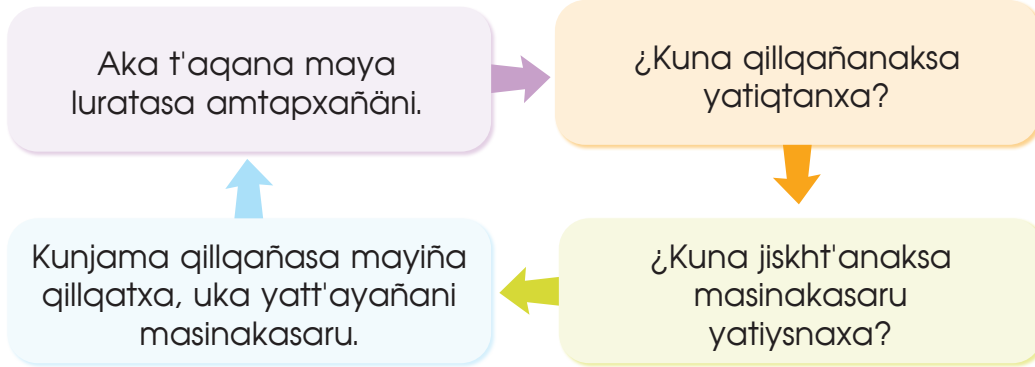 Aka t'aqana maya
luratasa amtapxañäni.
¿Kuna qillqañanaksa
yatiqtanxa?
¿Kuna jiskht'anaksa
masinakasaru
yatiysnaxa?
Kunjama qillqañasa mayiña
qillqatxa, uka yatt'ayañani
masinakasaru.